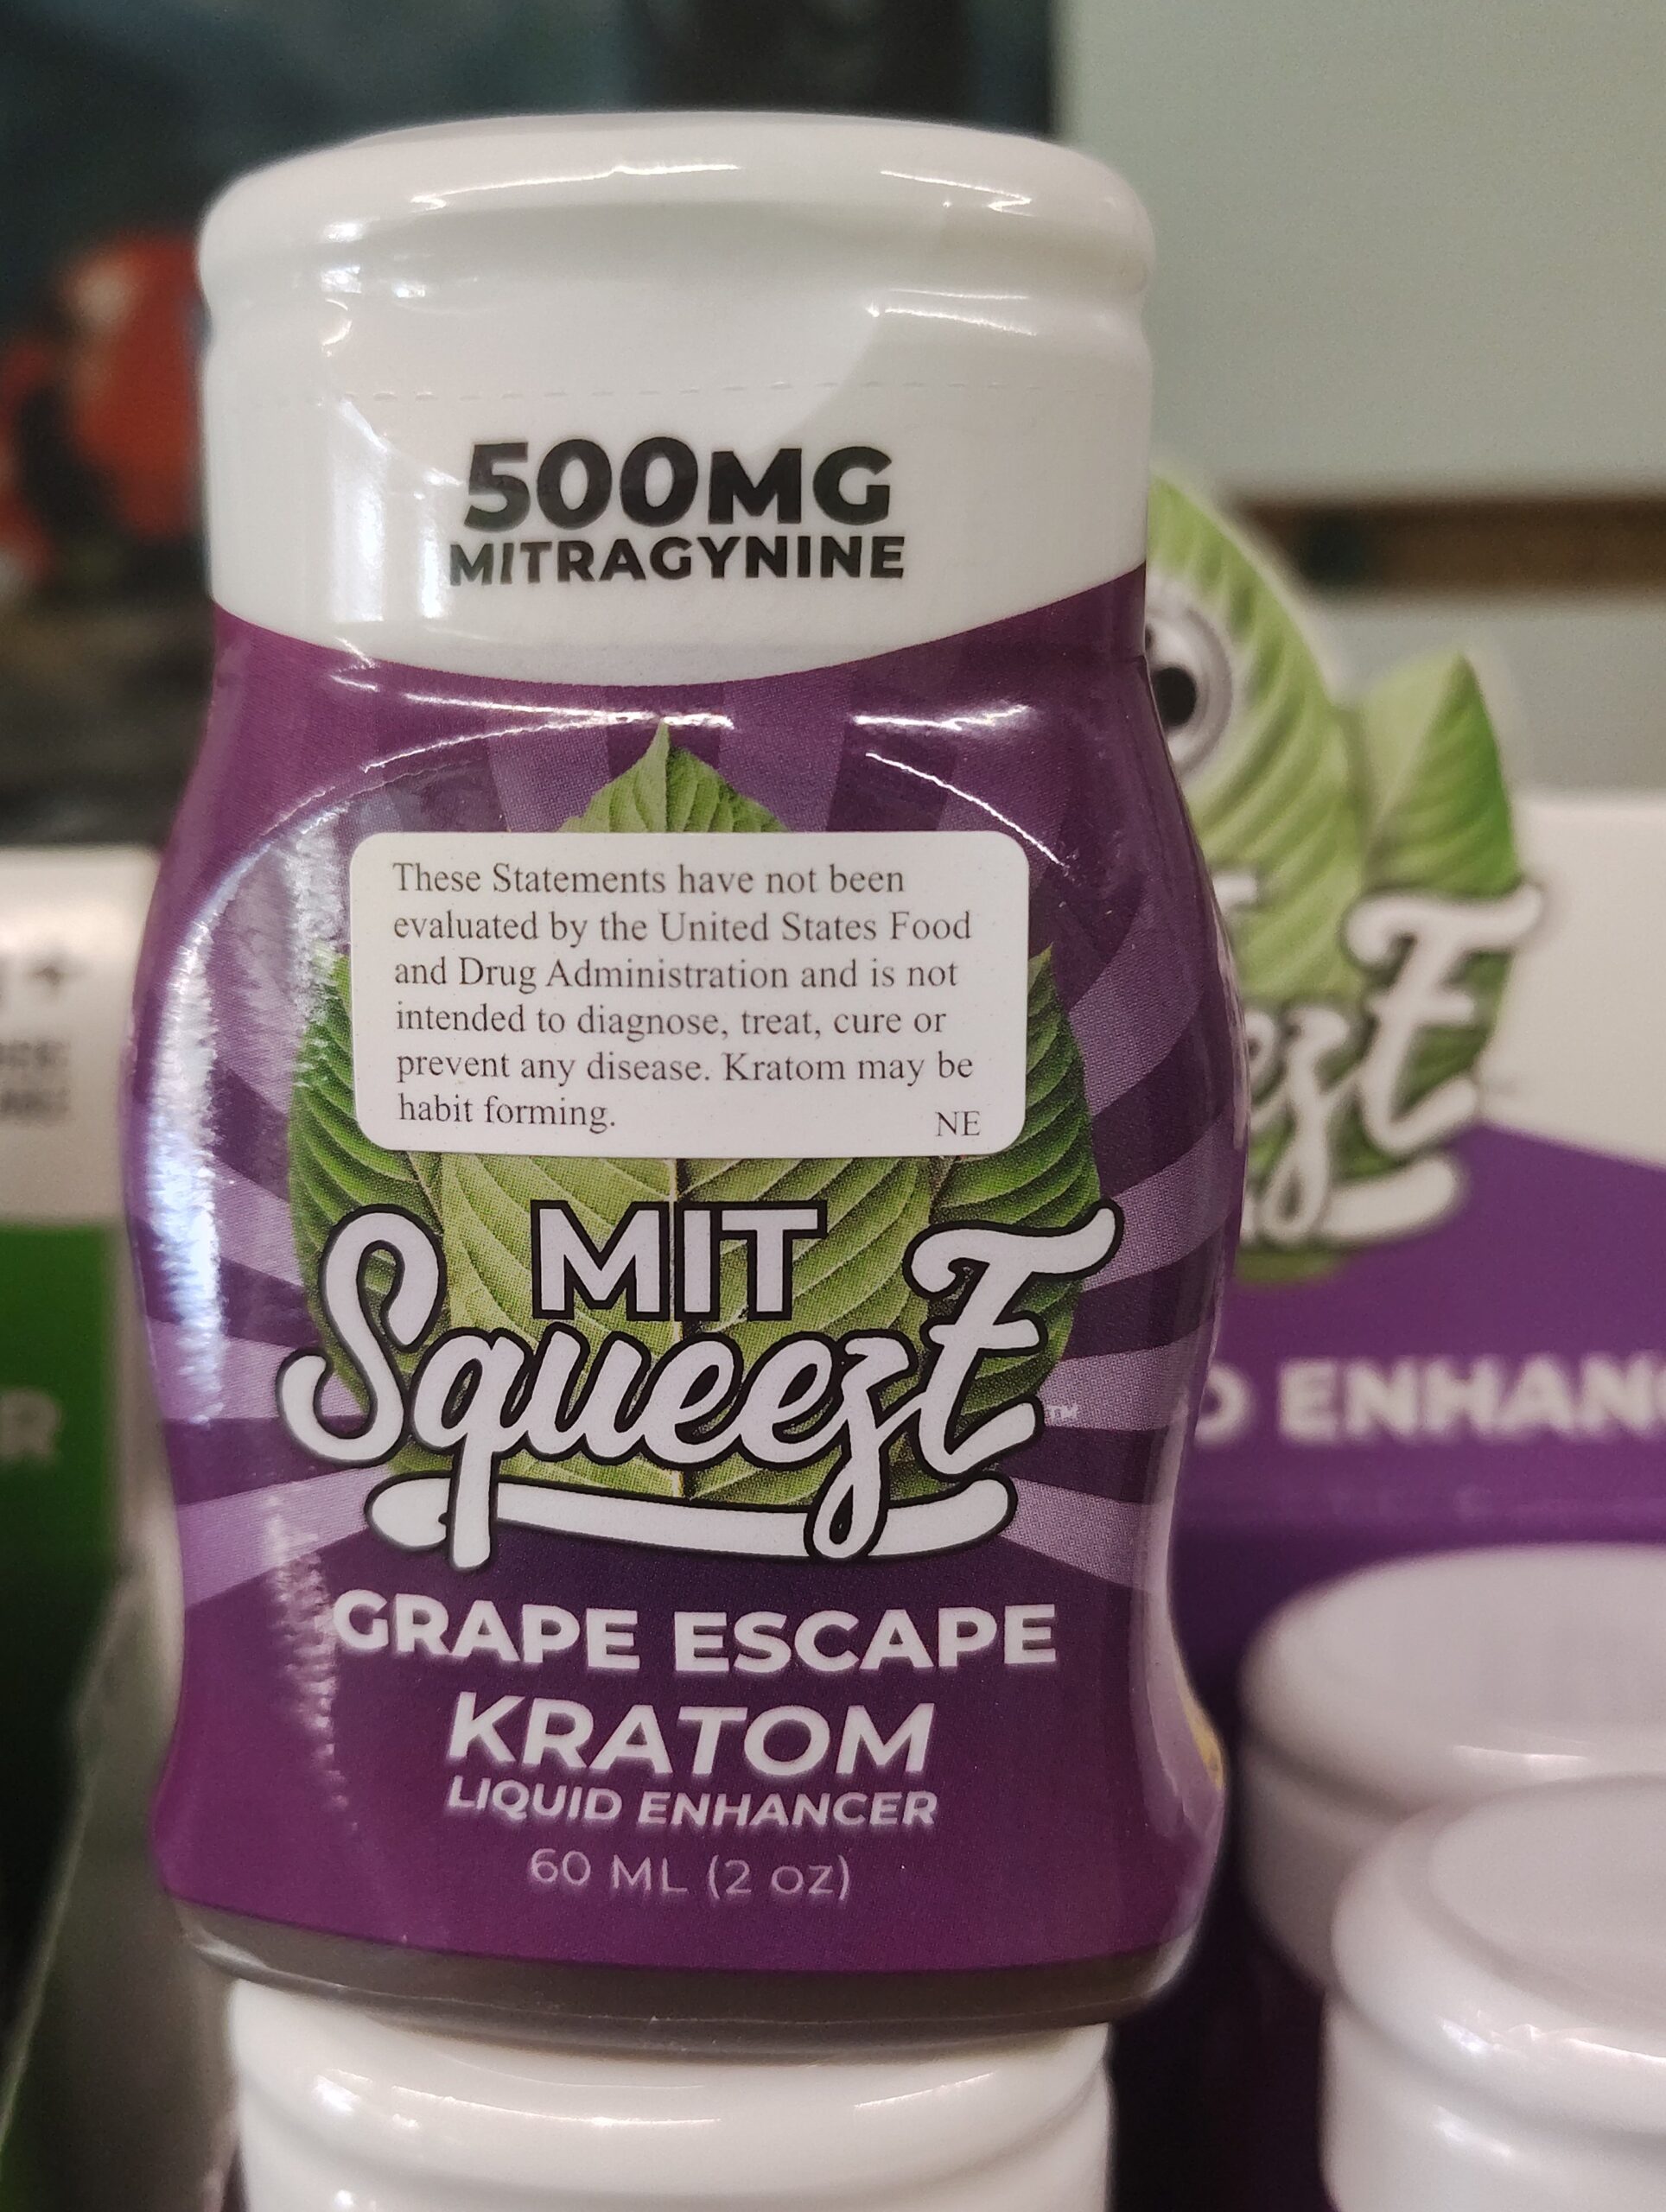 500MG
MITRAGYNINE
These Statements have not been
evaluated by the United States Food
and Drug Administration and is not
intended to diagnose, treat, cure or
prevent any disease. Kratom may be
habit forming.
NE
MIT
SqueezE
TM
GRAPE ESCAPE
KRATOM
LIQUID ENHANCER
60 ML (2 oz)